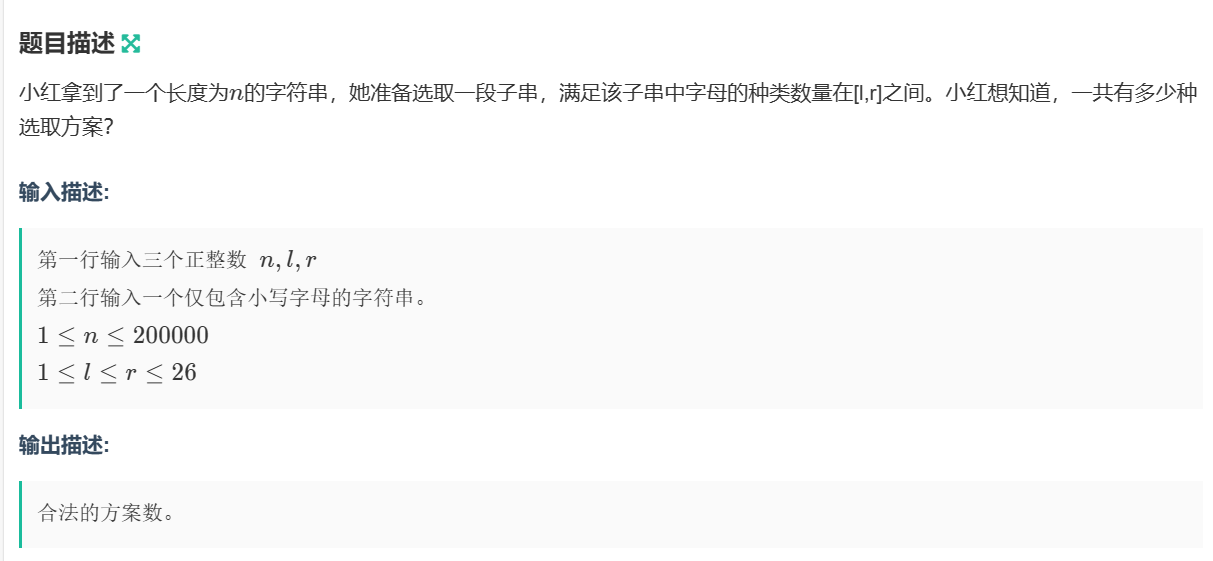 题目描述
小红拿到了一个长度为n的字符串，她准备选取一段子串，满足该子串中字母的种类数量在[l,r]之间。小红想知道，一共有多少种
选取方案？
输入描述:
第一行输入三个正整数 n, l, r
第二行输入一个仅包含小写字母的字符串。
1 ≤ n ≤ 200000
1 ≤ l ≤ r ≤ 26
输出描述:
合法的方案数。